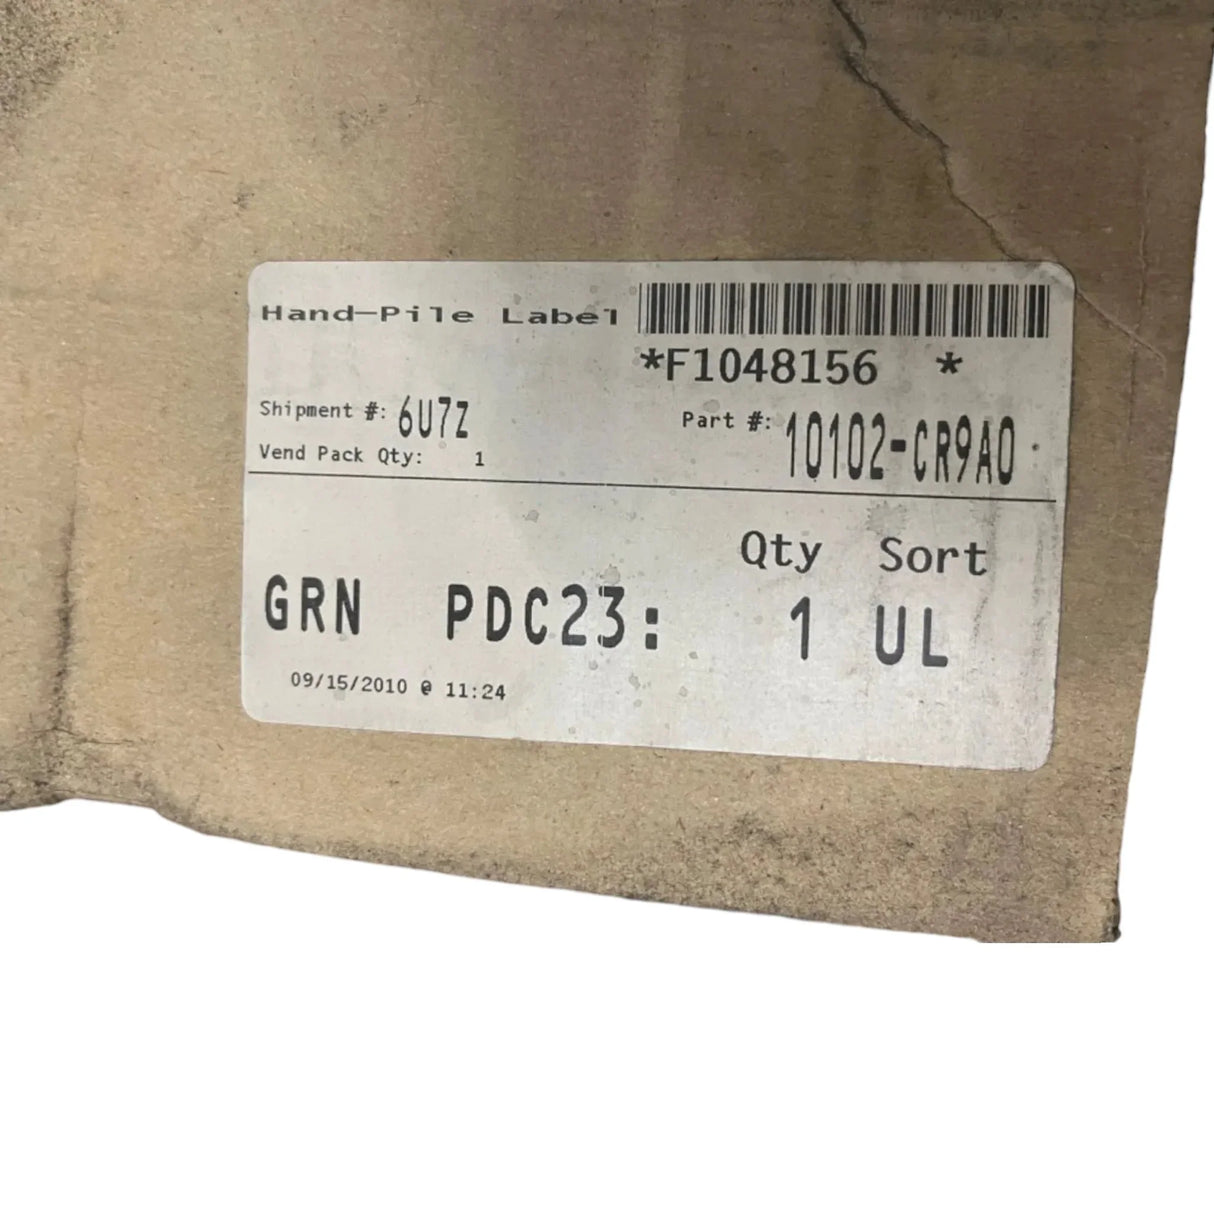 Hand-Pile Label
*F1048156 *
Shipment #: 6U7Z
Part #: 10102-CR9A0
Vend Pack Qty: 1
Qty Sort
GRN PDC23: 1 UL
09/15/2010 @ 11:24